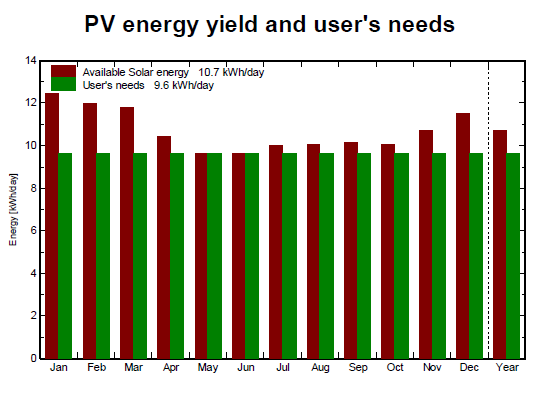 PV energy yield and user's needs
14
Available Solar energy 10.7 kWh/day
User's needs 9.6 kWh/day
12
10
8
6
4
2
0
Energy [kWh/day]
Jan Feb Mar Apr May Jun Jul Aug Sep Oct Nov Dec Year